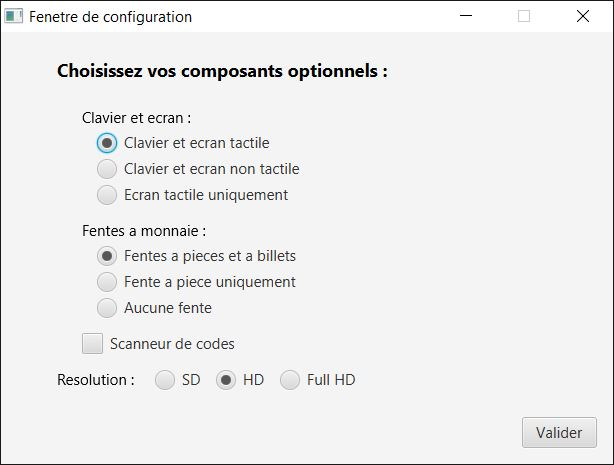 Fenetre de configuration
Choisissez vos composants optionnels :
Clavier et ecran :
Clavier et ecran tactile
Clavier et ecran non tactile
Ecran tactile uniquement
Fentes a monnaie :
Fentes a pieces et a billets
Fente a piece uniquement
Aucune fente
Scanneur de codes
Resolution : SD HD Full HD
Valider